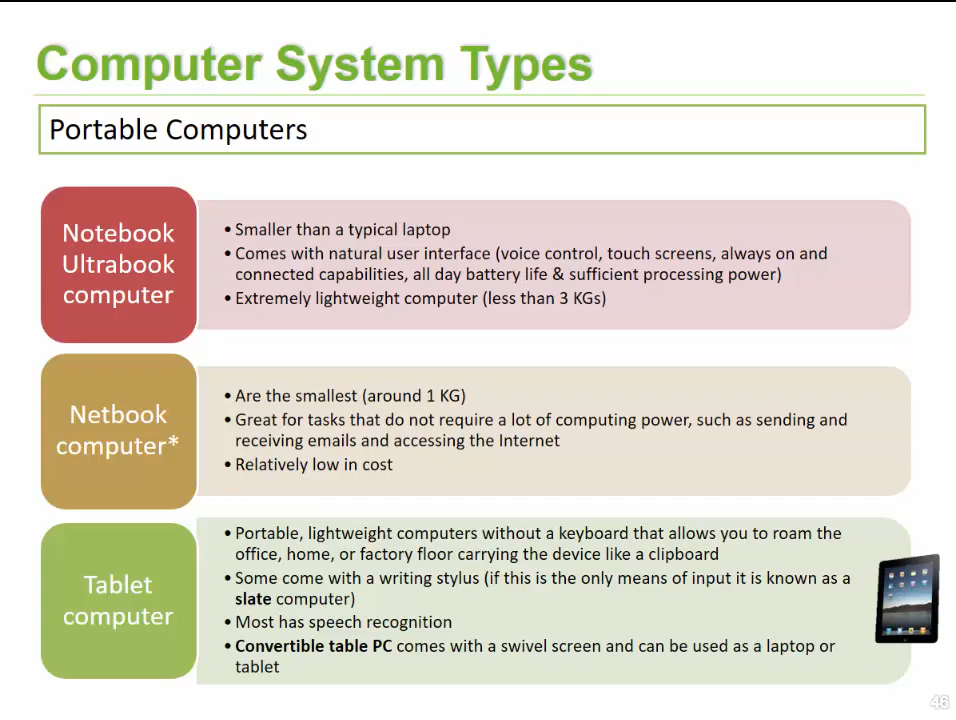 Computer System Types
Portable Computers
Notebook
Ultrabook
computer
• Smaller than a typical laptop
• Comes with natural user interface (voice control, touch screens, always on and
connected capabilities, all day battery life & sufficient processing power)
• Extremely lightweight computer (less than 3 KGs)
Netbook
computer*
• Are the smallest (around 1 KG)
• Great for tasks that do not require a lot of computing power, such as sending and
receiving emails and accessing the Internet
• Relatively low in cost
Tablet
computer
• Portable, lightweight computers without a keyboard that allows you to roam the
office, home, or factory floor carrying the device like a clipboard
• Some come with a writing stylus (if this is the only means of input it is known as a
slate computer)
• Most has speech recognition
• Convertible table PC comes with a swivel screen and can be used as a laptop or
tablet
46